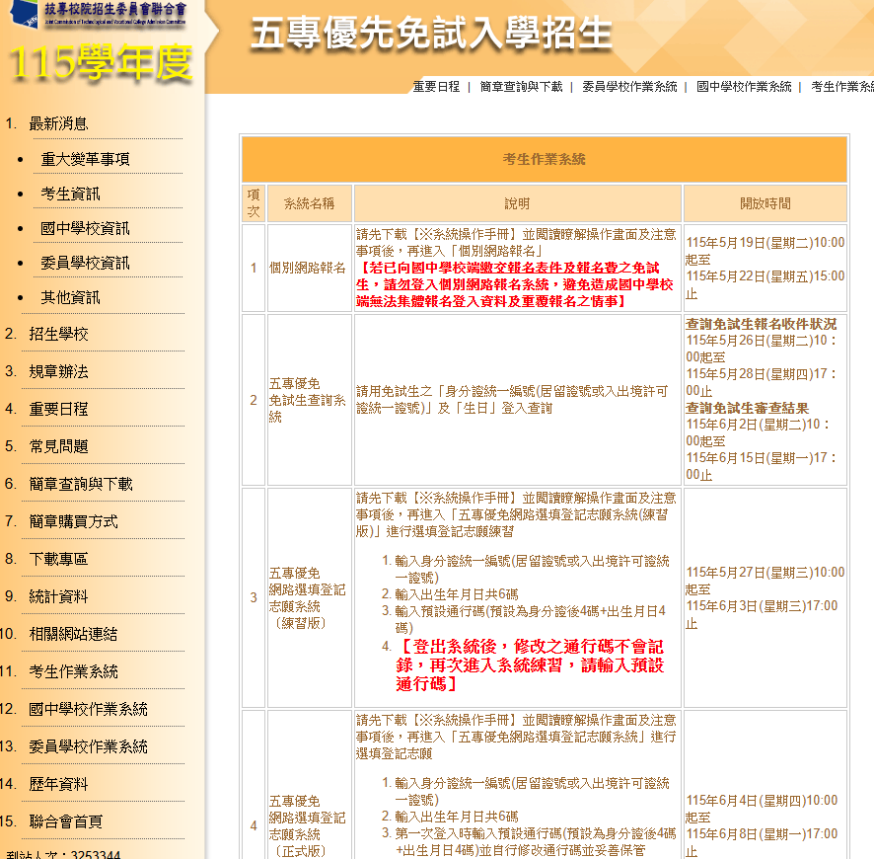 技專校院招生委員會聯合會
115學年度
五專優先免試入學招生
重要日程 | 簡章查詢與下載 | 委員學校作業系統 | 國中學校作業系統 | 考生作業系
1. 最新消息
• 重大變革事項
• 考生資訊
• 國中學校資訊
• 委員學校資訊
• 其他資訊
2. 招生學校
3. 規章辦法
4. 重要日程
5. 常見問題
6. 簡章查詢與下載
7. 簡章購買方式
8. 下載專區
9. 統計資料
10. 相關網站連結
11. 考生作業系統
12. 國中學校作業系統
13. 委員學校作業系統
14. 歷年資料
15. 聯合會首頁
到站人次：3253344
考生作業系統
項次 系統名稱 說明 開放時間
1 個別網路報名
請先下載【※系統操作手冊】並閱讀瞭解操作畫面及注意
事項後，再進入「個別網路報名」
【若已向國中學校端繳交報名表件及報名費之免試
生，請勿登入個別網路報名系統，避免造成國中學校
端無法集體報名登入資料及重覆報名之情事】
115年5月19日(星期二)10:00
起至
115年5月22日(星期五)15:00
止
2
五專優免
免試生查詢系
統
請用免試生之「身分證統一編號(居留證號或入出境許可
證統一證號)」及「生日」登入查詢
查詢免試生報名收件狀況
115年5月26日(星期二)10：
00起至
115年5月28日(星期四)17：
00止
查詢免試生審查結果
115年6月2日(星期二)10：
00起至
115年6月15日(星期一)17：
00止
3
五專優免
網路選填登記
志願系統
〔練習版〕
請先下載【※系統操作手冊】並閱讀瞭解操作畫面及注意
事項後，再進入「五專優免網路選填登記志願系統(練習
版)」進行選填登記志願練習
1. 輸入身分證統一編號(居留證號或入出境許可證統
一證號)
2. 輸入出生年月日共6碼
3. 輸入預設通行碼(預設為身分證後4碼+出生月日4
碼)
4. 【登出系統後，修改之通行碼不會記
錄，再次進入系統練習，請輸入預設
通行碼】
115年5月27日(星期三)10:00
起至
115年6月3日(星期三)17:00
止
4
五專優免
網路選填登記
志願系統
〔正式版〕
請先下載【※系統操作手冊】並閱讀瞭解操作畫面及注意
事項後，再進入「五專優免網路選填登記志願系統」進行
選填登記志願
1. 輸入身分證統一編號(居留證號或入出境許可證統
一證號)
2. 輸入出生年月日共6碼
3. 第一次登入時輸入預設通行碼(預設為身分證後4碼
+出生月日4碼)並自行修改通行碼並妥善保管
115年6月4日(星期四)10:00
起至
115年6月8日(星期一)17:00
止